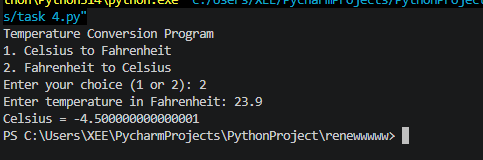 thon\Python314\python.exe" "c:/Users/XEE/PycharmProjects/PythonProject
s/task 4.py"
Temperature Conversion Program
1. Celsius to Fahrenheit
2. Fahrenheit to Celsius
Enter your choice (1 or 2): 2
Enter temperature in Fahrenheit: 23.9
Celsius = -4.500000000000001
PS C:\Users\XEE\PycharmProjects\PythonProject\renewwwww>